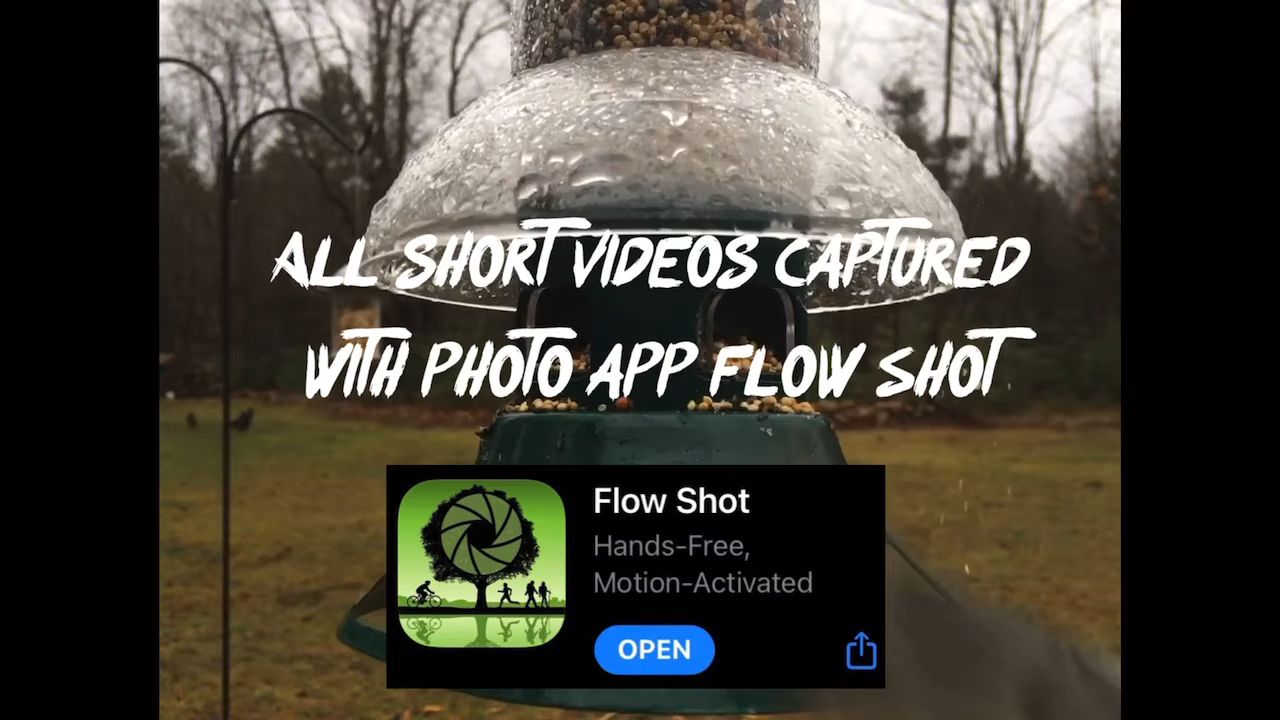 ALL SHORT VIDEOS CAPTURED
WITH PHOTO APP FLOW SHOT
Flow Shot
Hands-Free,
Motion-Activated
OPEN